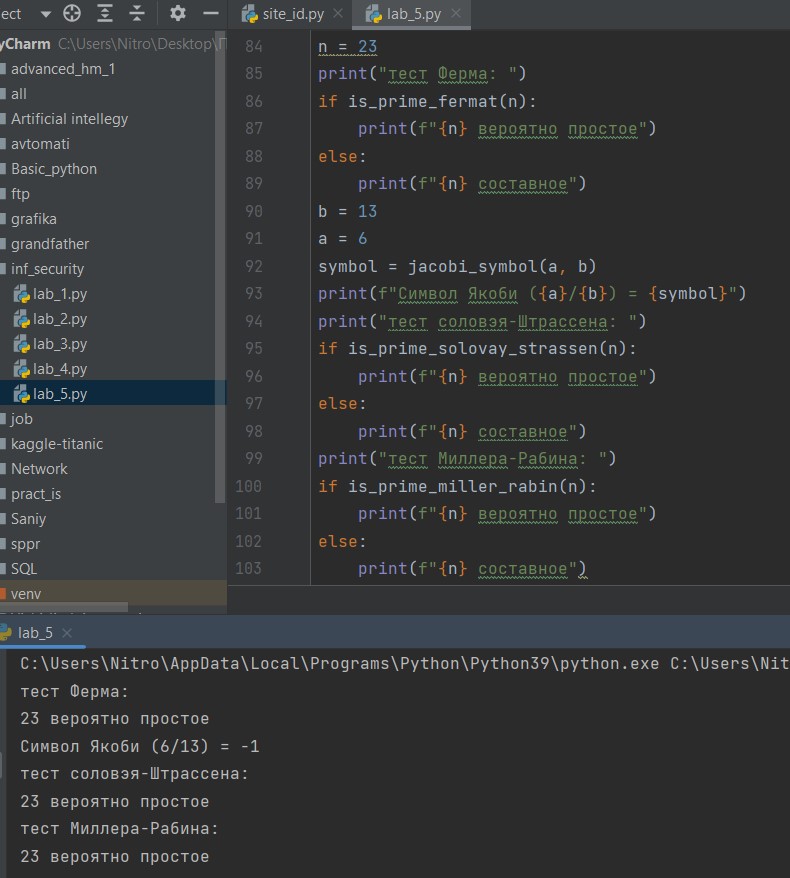 ect
site_id.py
lab_5.py
yCharm C:\Users\Nitro\Desktop\
advanced_hm_1
all
Artificial intellegy
avtomati
Basic_python
ftp
grafika
grandfather
inf_security
lab_1.py
lab_2.py
lab_3.py
lab_4.py
lab_5.py
job
kaggle-titanic
Network
pract_is
Saniy
sppr
SQL
venv
84 n = 23
85 print("тест Ферма: ")
86 if is_prime_fermat(n):
87 print(f"{n} вероятно простое")
88 else:
89 print(f"{n} составное")
90 b = 13
91 a = 6
92 symbol = jacobi_symbol(a, b)
93 print(f"Символ Якоби ({a}/{b}) = {symbol}")
94 print("тест соловэя-Штрассена: ")
95 if is_prime_solovay_strassen(n):
96 print(f"{n} вероятно простое")
97 else:
98 print(f"{n} составное")
99 print("тест Миллера-Рабина: ")
100 if is_prime_miller_rabin(n):
101 print(f"{n} вероятно простое")
102 else:
103 print(f"{n} составное")
lab_5
C:\Users\Nitro\AppData\Local\Programs\Python\Python39\python.exe C:\Users\Nit
тест Ферма:
23 вероятно простое
Символ Якоби (6/13) = -1
тест соловэя-Штрассена:
23 вероятно простое
тест Миллера-Рабина:
23 вероятно простое